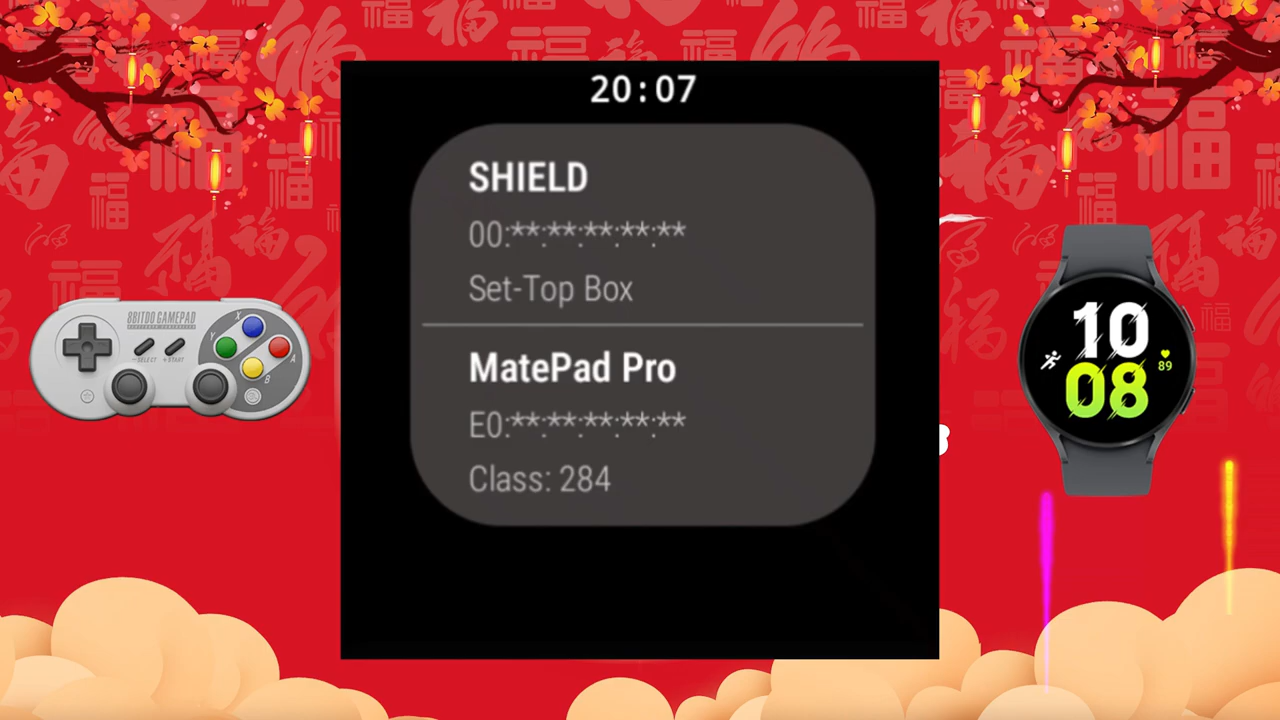 福
20:07
SHIELD
00:**:**:**:**:**
Set-Top Box
MatePad Pro
E0:**:**:**:**:**
Class: 284
8BITDO GAMEPAD
SELECT
START
X
Y
A
B
10
08
89